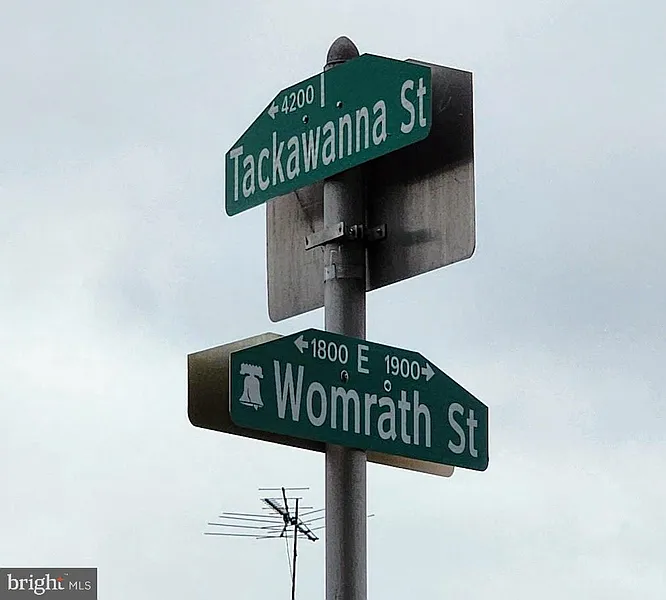 ← 4200
Tackawanna St
← 1800 E 1900 →
Womrath St
bright MLS